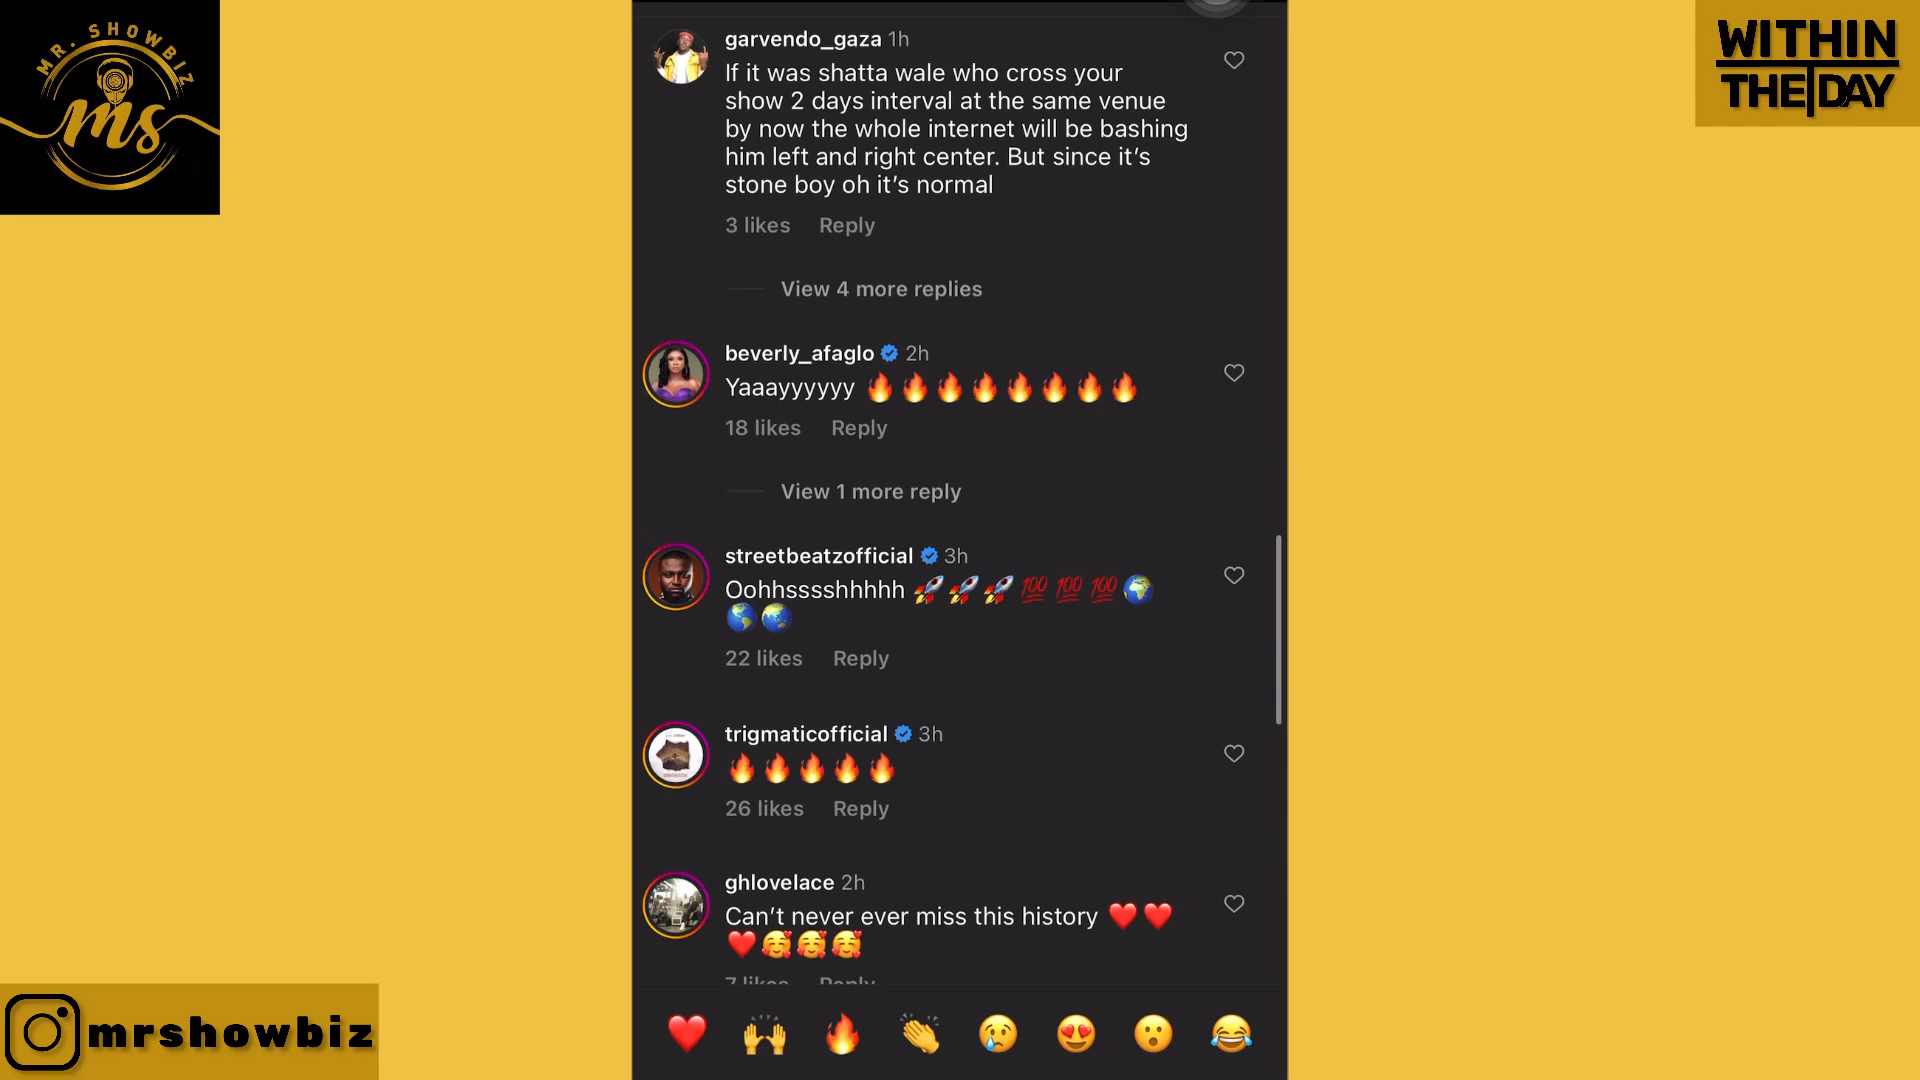 MR. SHOWBIZ
ms
WITHIN
THE DAY
garvendo_gaza 1h
If it was shatta wale who cross your
show 2 days interval at the same venue
by now the whole internet will be bashing
him left and right center. But since it’s
stone boy oh it’s normal
3 likes Reply
View 4 more replies
beverly_afaglo 2h
Yaaayyyyyy 🔥🔥🔥🔥🔥🔥🔥🔥
18 likes Reply
View 1 more reply
streetbeatzofficial 3h
Oohhsssshhhhh 🚀🚀🚀💯💯💯🌍
🌎🌏
22 likes Reply
trigmaticofficial 3h
🔥🔥🔥🔥🔥
26 likes Reply
ghlovelace 2h
Can’t never ever miss this history ❤️❤️
❤️🥰🥰🥰
7 likes Reply
❤️🙌🔥👏😢😍😮😂
mrshowbiz